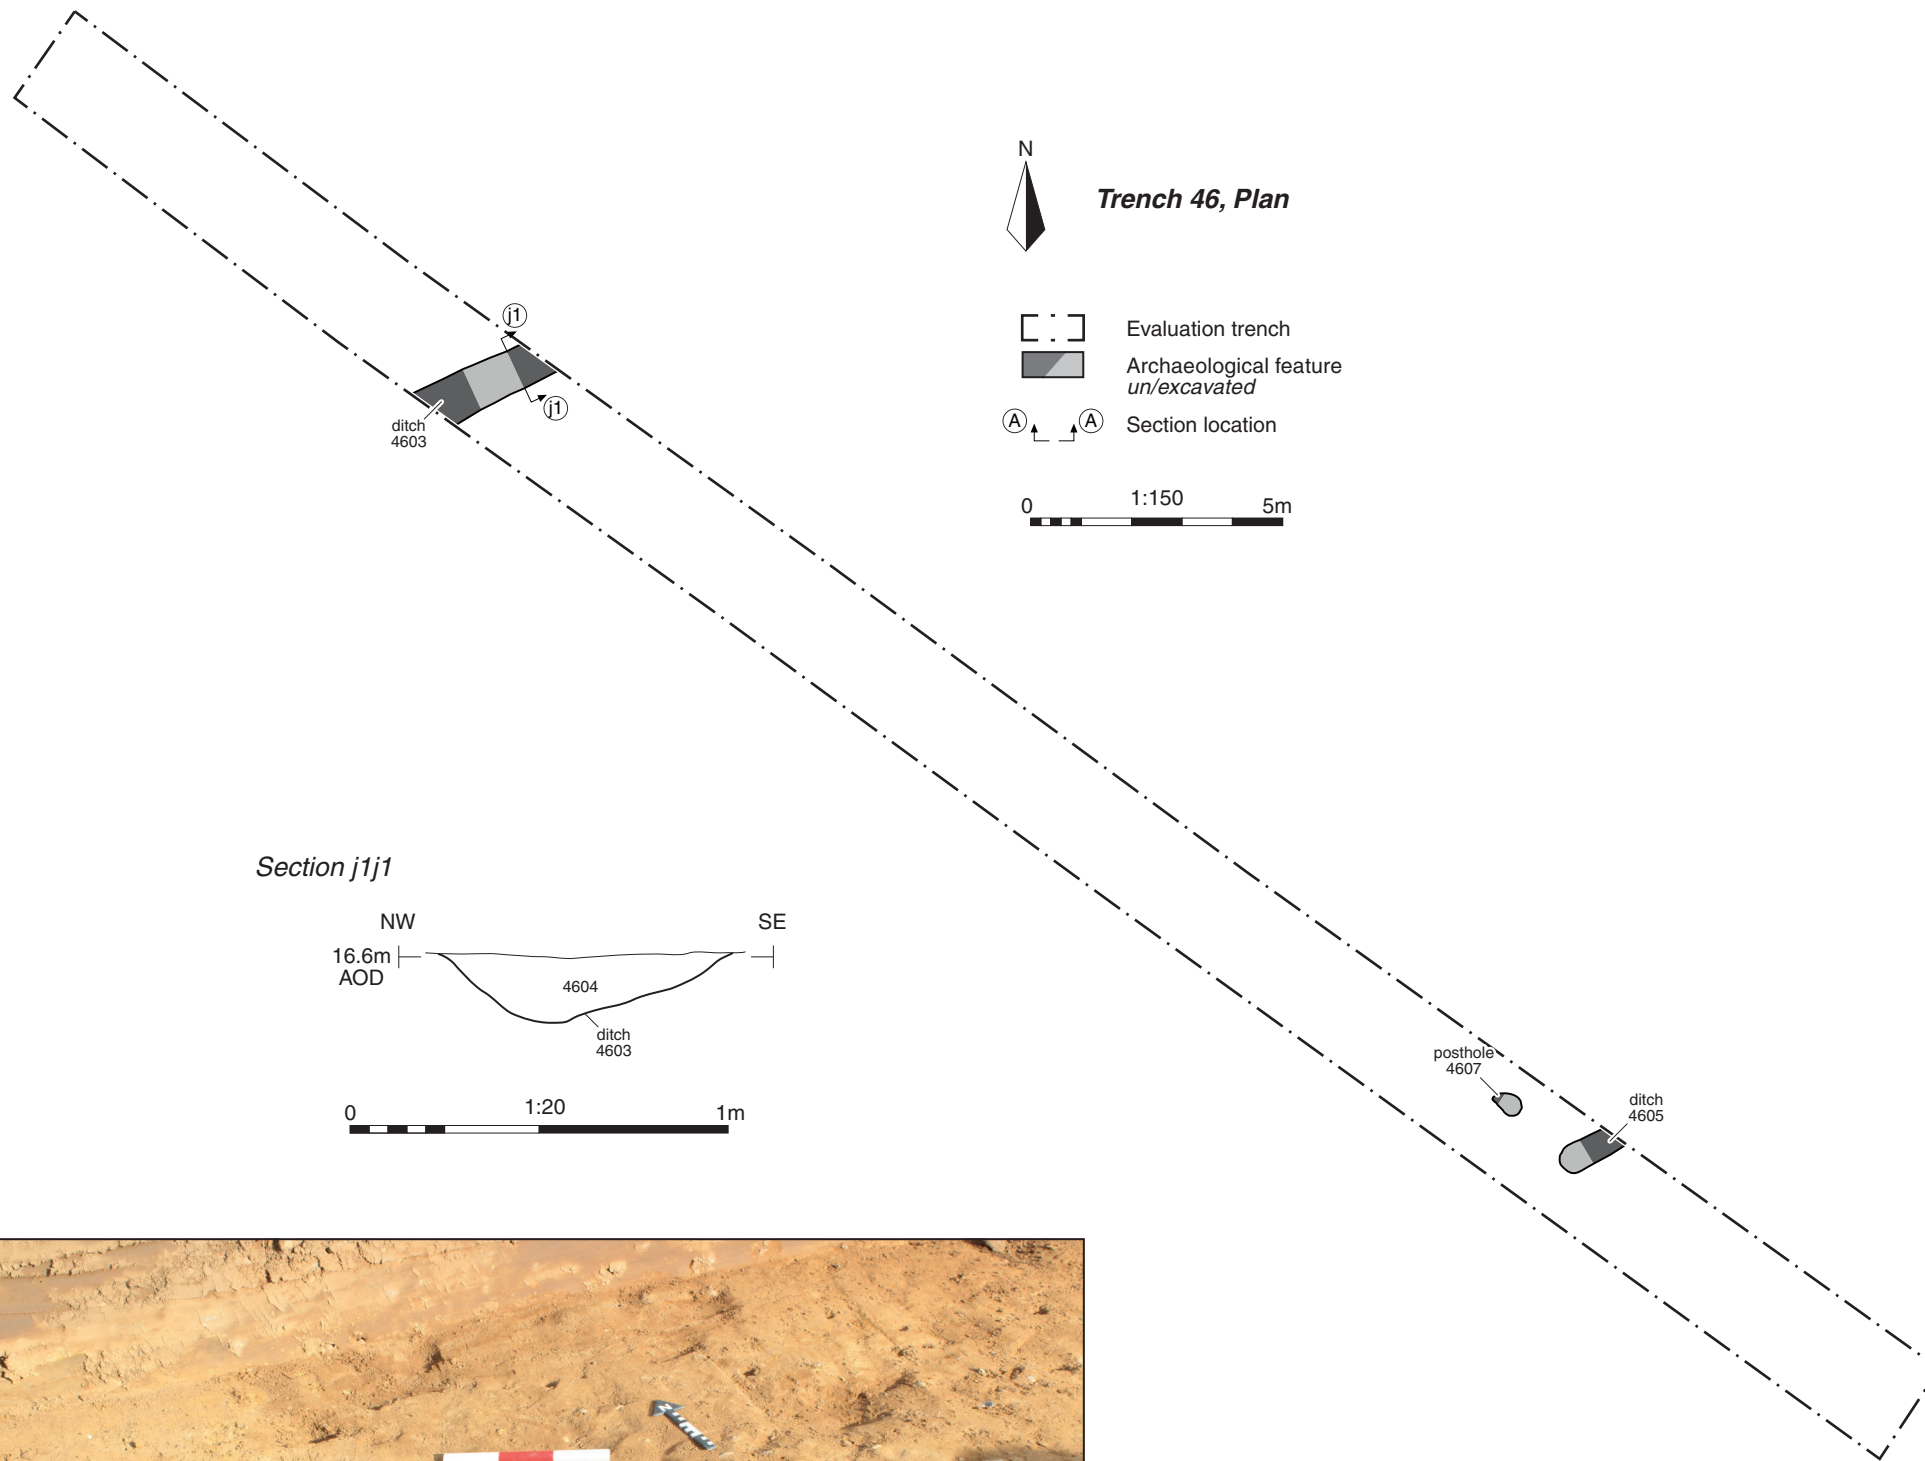 N
Trench 46, Plan
Evaluation trench
Archaeological feature
un/excavated
A A Section location
0 1:150 5m
j1
j1
ditch
4603
Section j1j1
NW SE
16.6m
AOD
4604
ditch
4603
0 1:20 1m
posthole
4607
ditch
4605